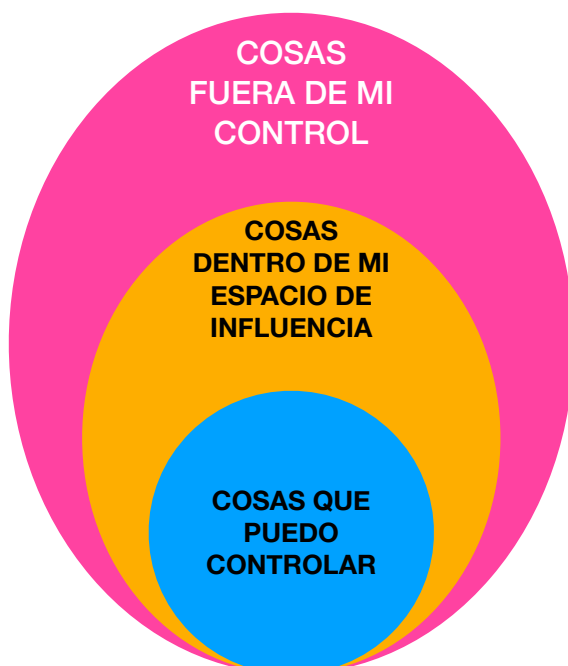 COSAS
FUERA DE MI
CONTROL
COSAS
DENTRO DE MI
ESPACIO DE
INFLUENCIA
COSAS QUE
PUEDO
CONTROLAR